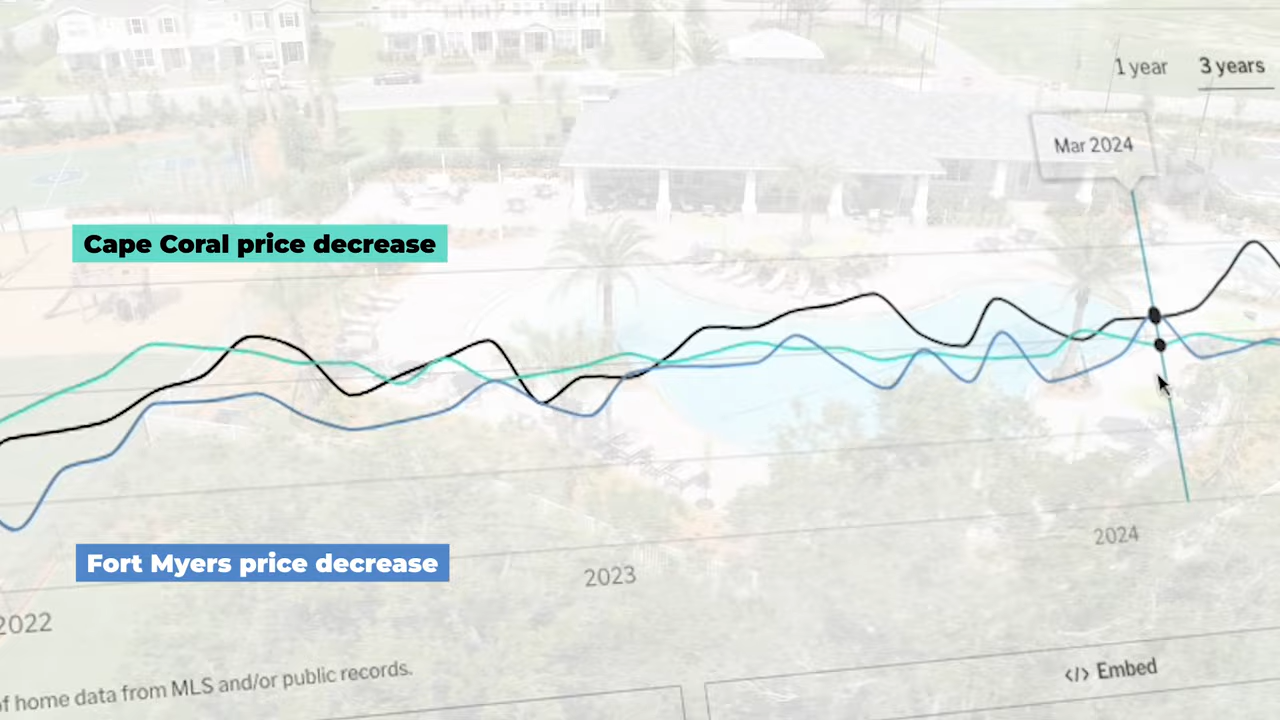 1 year 3 years
Mar 2024
Cape Coral price decrease
Fort Myers price decrease
2024
2023
2022
of home data from MLS and/or public records.
</> Embed